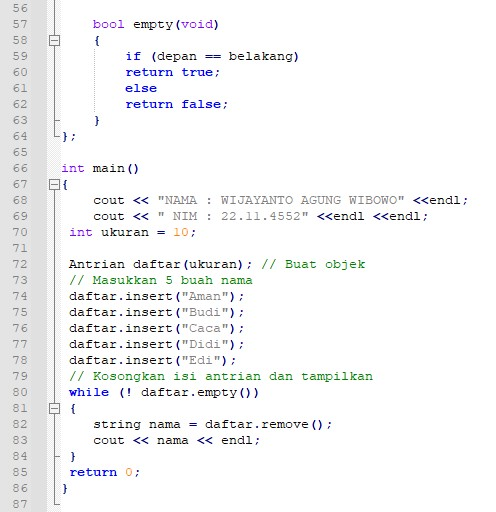 56
57 bool empty(void)
58 {
59 if (depan == belakang)
60 return true;
61 else
62 return false;
63 }
64 };
65
66 int main()
67 {
68 cout << "NAMA : WIJAYANTO AGUNG WIBOWO" <<endl;
69 cout << " NIM : 22.11.4552" <<endl <<endl;
70 int ukuran = 10;
71
72 Antrian daftar(ukuran); // Buat objek
73 // Masukkan 5 buah nama
74 daftar.insert("Aman");
75 daftar.insert("Budi");
76 daftar.insert("Caca");
77 daftar.insert("Didi");
78 daftar.insert("Edi");
79 // Kosongkan isi antrian dan tampilkan
80 while (! daftar.empty())
81 {
82 string nama = daftar.remove();
83 cout << nama << endl;
84 }
85 return 0;
86 }
87